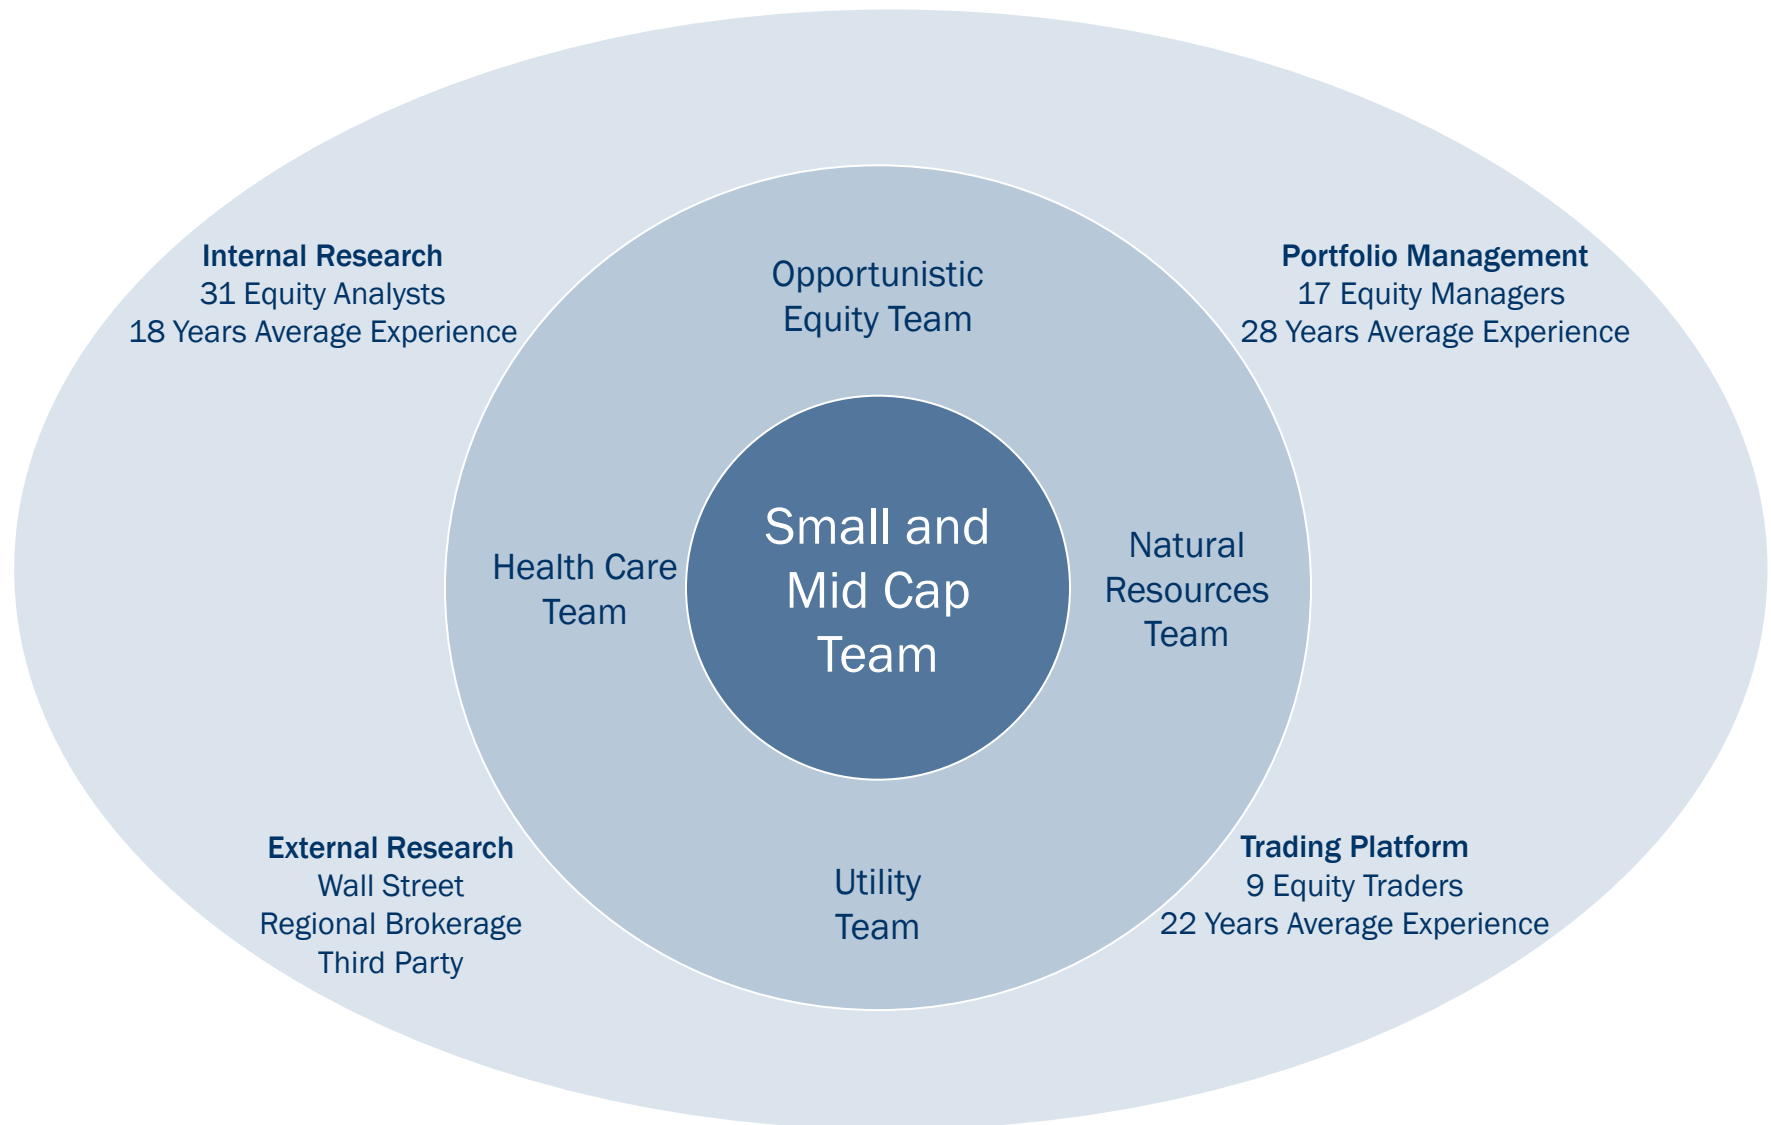 Internal Research
31 Equity Analysts
18 Years Average Experience
Opportunistic
Equity Team
Portfolio Management
17 Equity Managers
28 Years Average Experience
Health Care
Team
Small and
Mid Cap
Team
Natural
Resources
Team
External Research
Wall Street
Regional Brokerage
Third Party
Utility
Team
Trading Platform
9 Equity Traders
22 Years Average Experience